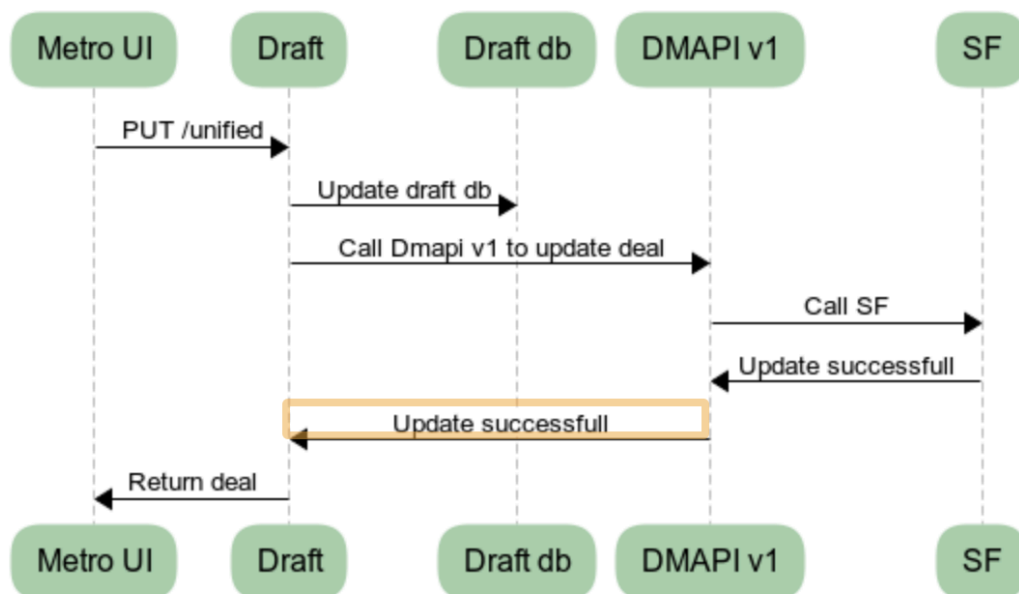 Metro UI Draft Draft db DMAPI v1 SF
PUT /unified
Update draft db
Call Dmapi v1 to update deal
Call SF
Update successfull
Update successfull
Return deal
Metro UI Draft Draft db DMAPI v1 SF